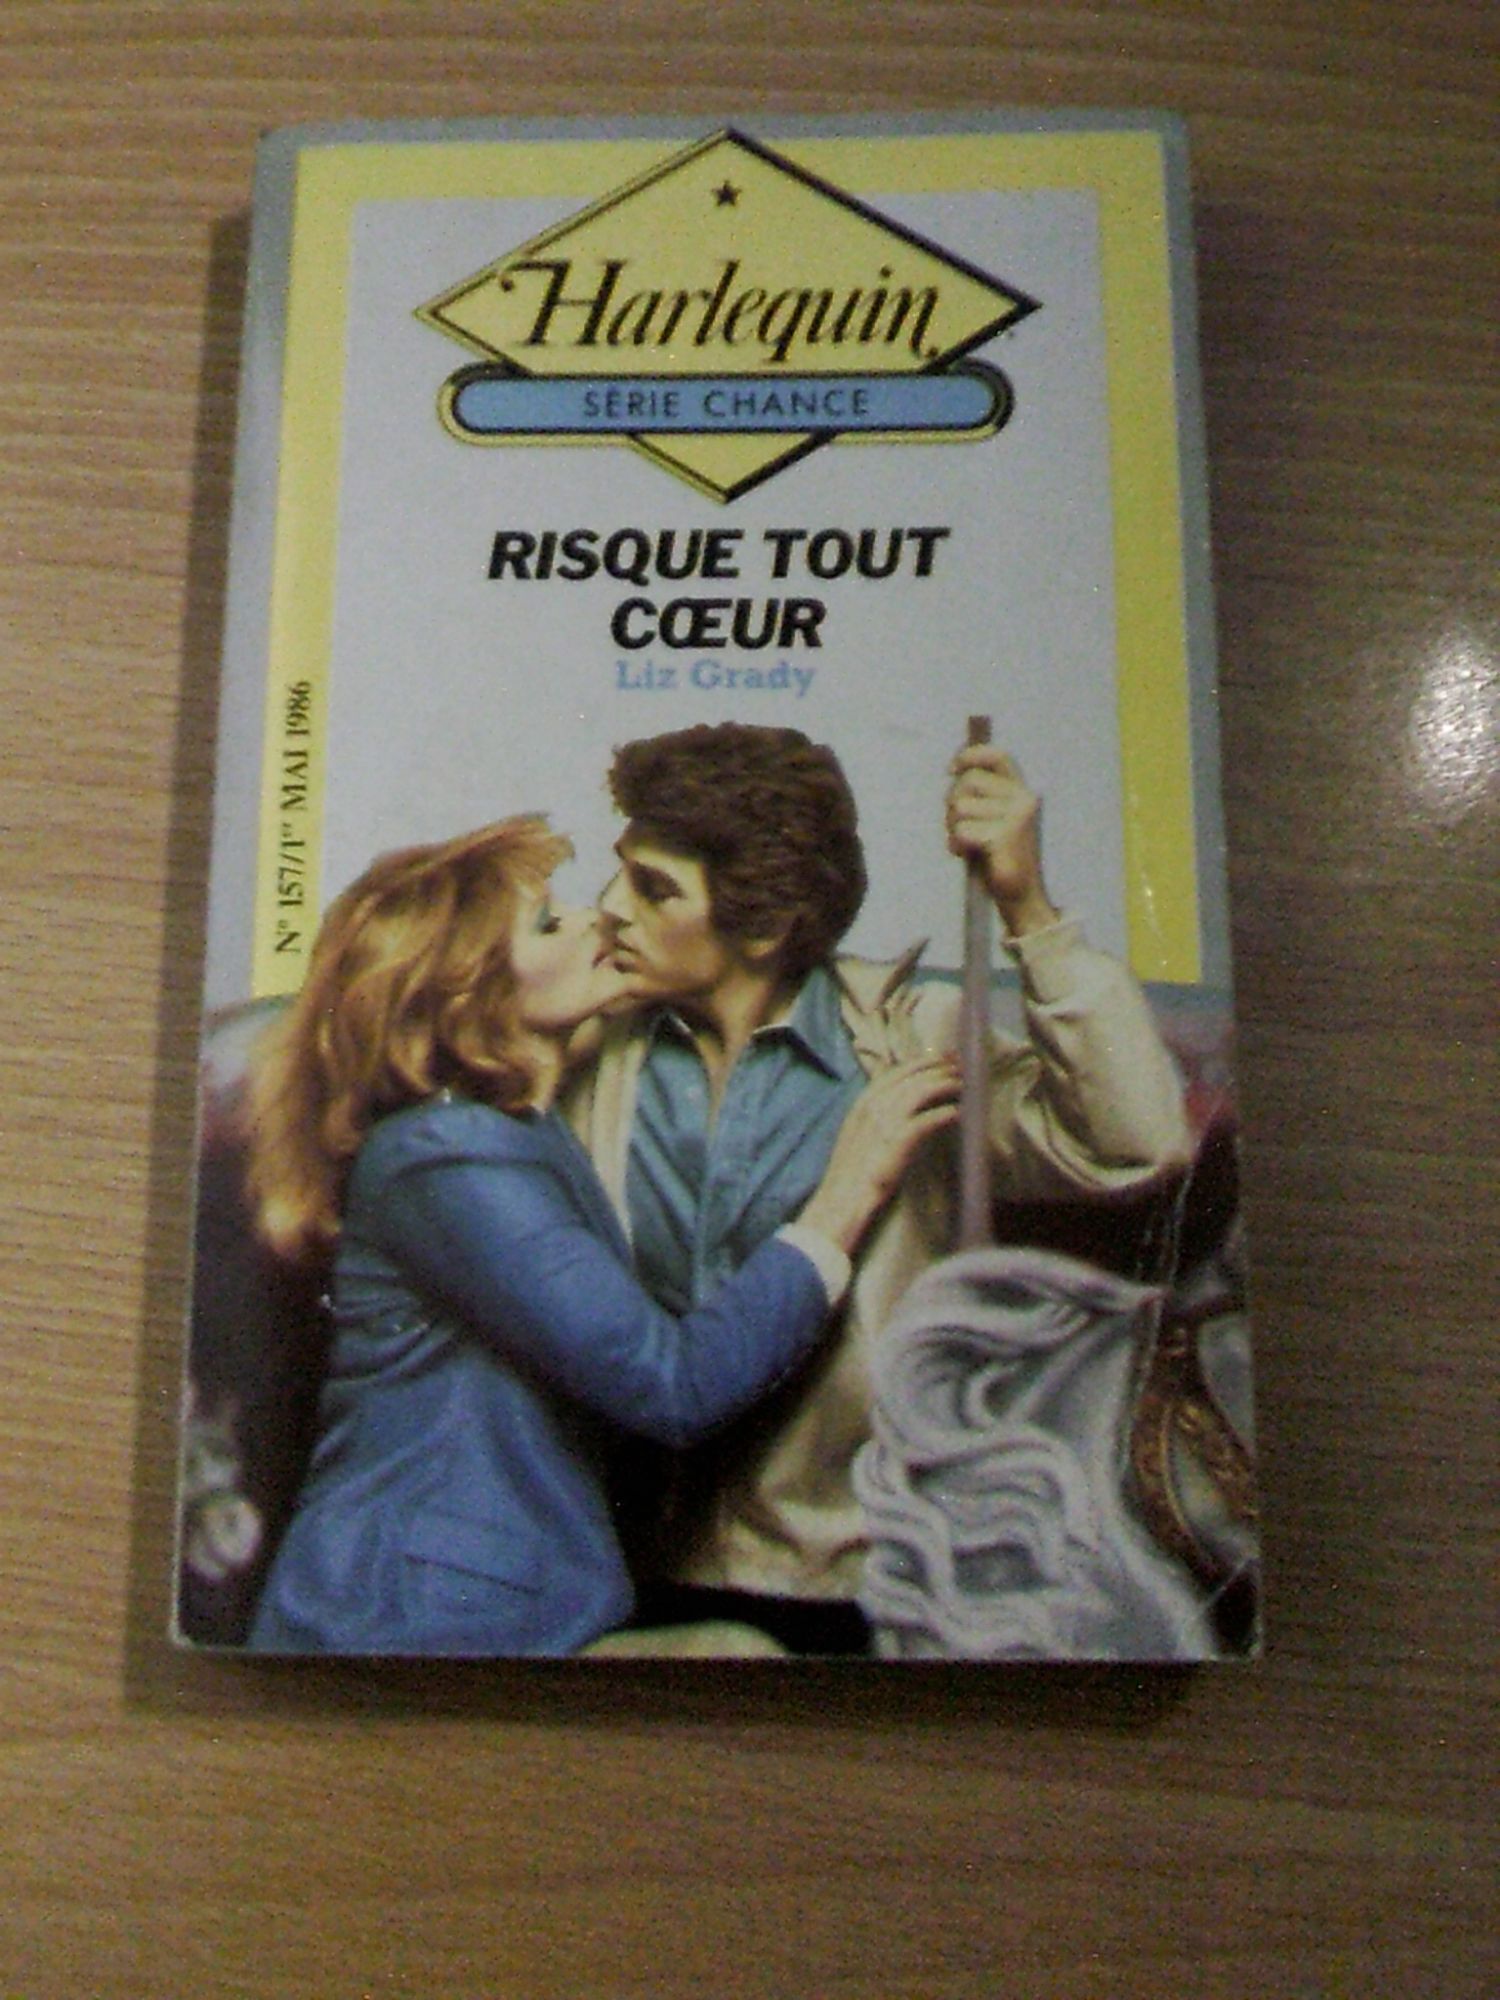 Harlequin
SÉRIE CHANCE
RISQUE TOUT
CŒUR
Liz Grady
N° 157/1er MAI 1986